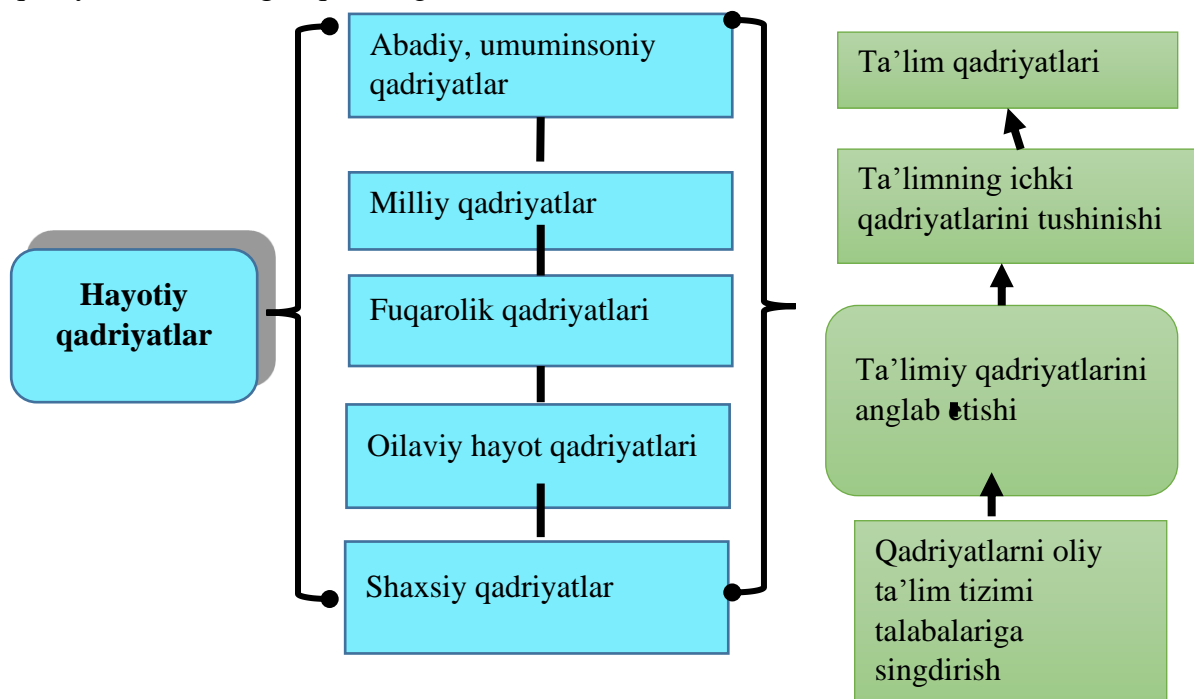 Hayotiy
qadriyatlar
Abadiy, umuminsoniy
qadriyatlar
Milliy qadriyatlar
Fuqarolik qadriyatlari
Oilaviy hayot qadriyatlari
Shaxsiy qadriyatlar
Ta’lim qadriyatlari
Ta’limning ichki
qadriyatlarini tushinishi
Ta’limiy qadriyatlarini
anglab etishi
Qadriyatlarni oliy
ta’lim tizimi
talabalariga
singdirish